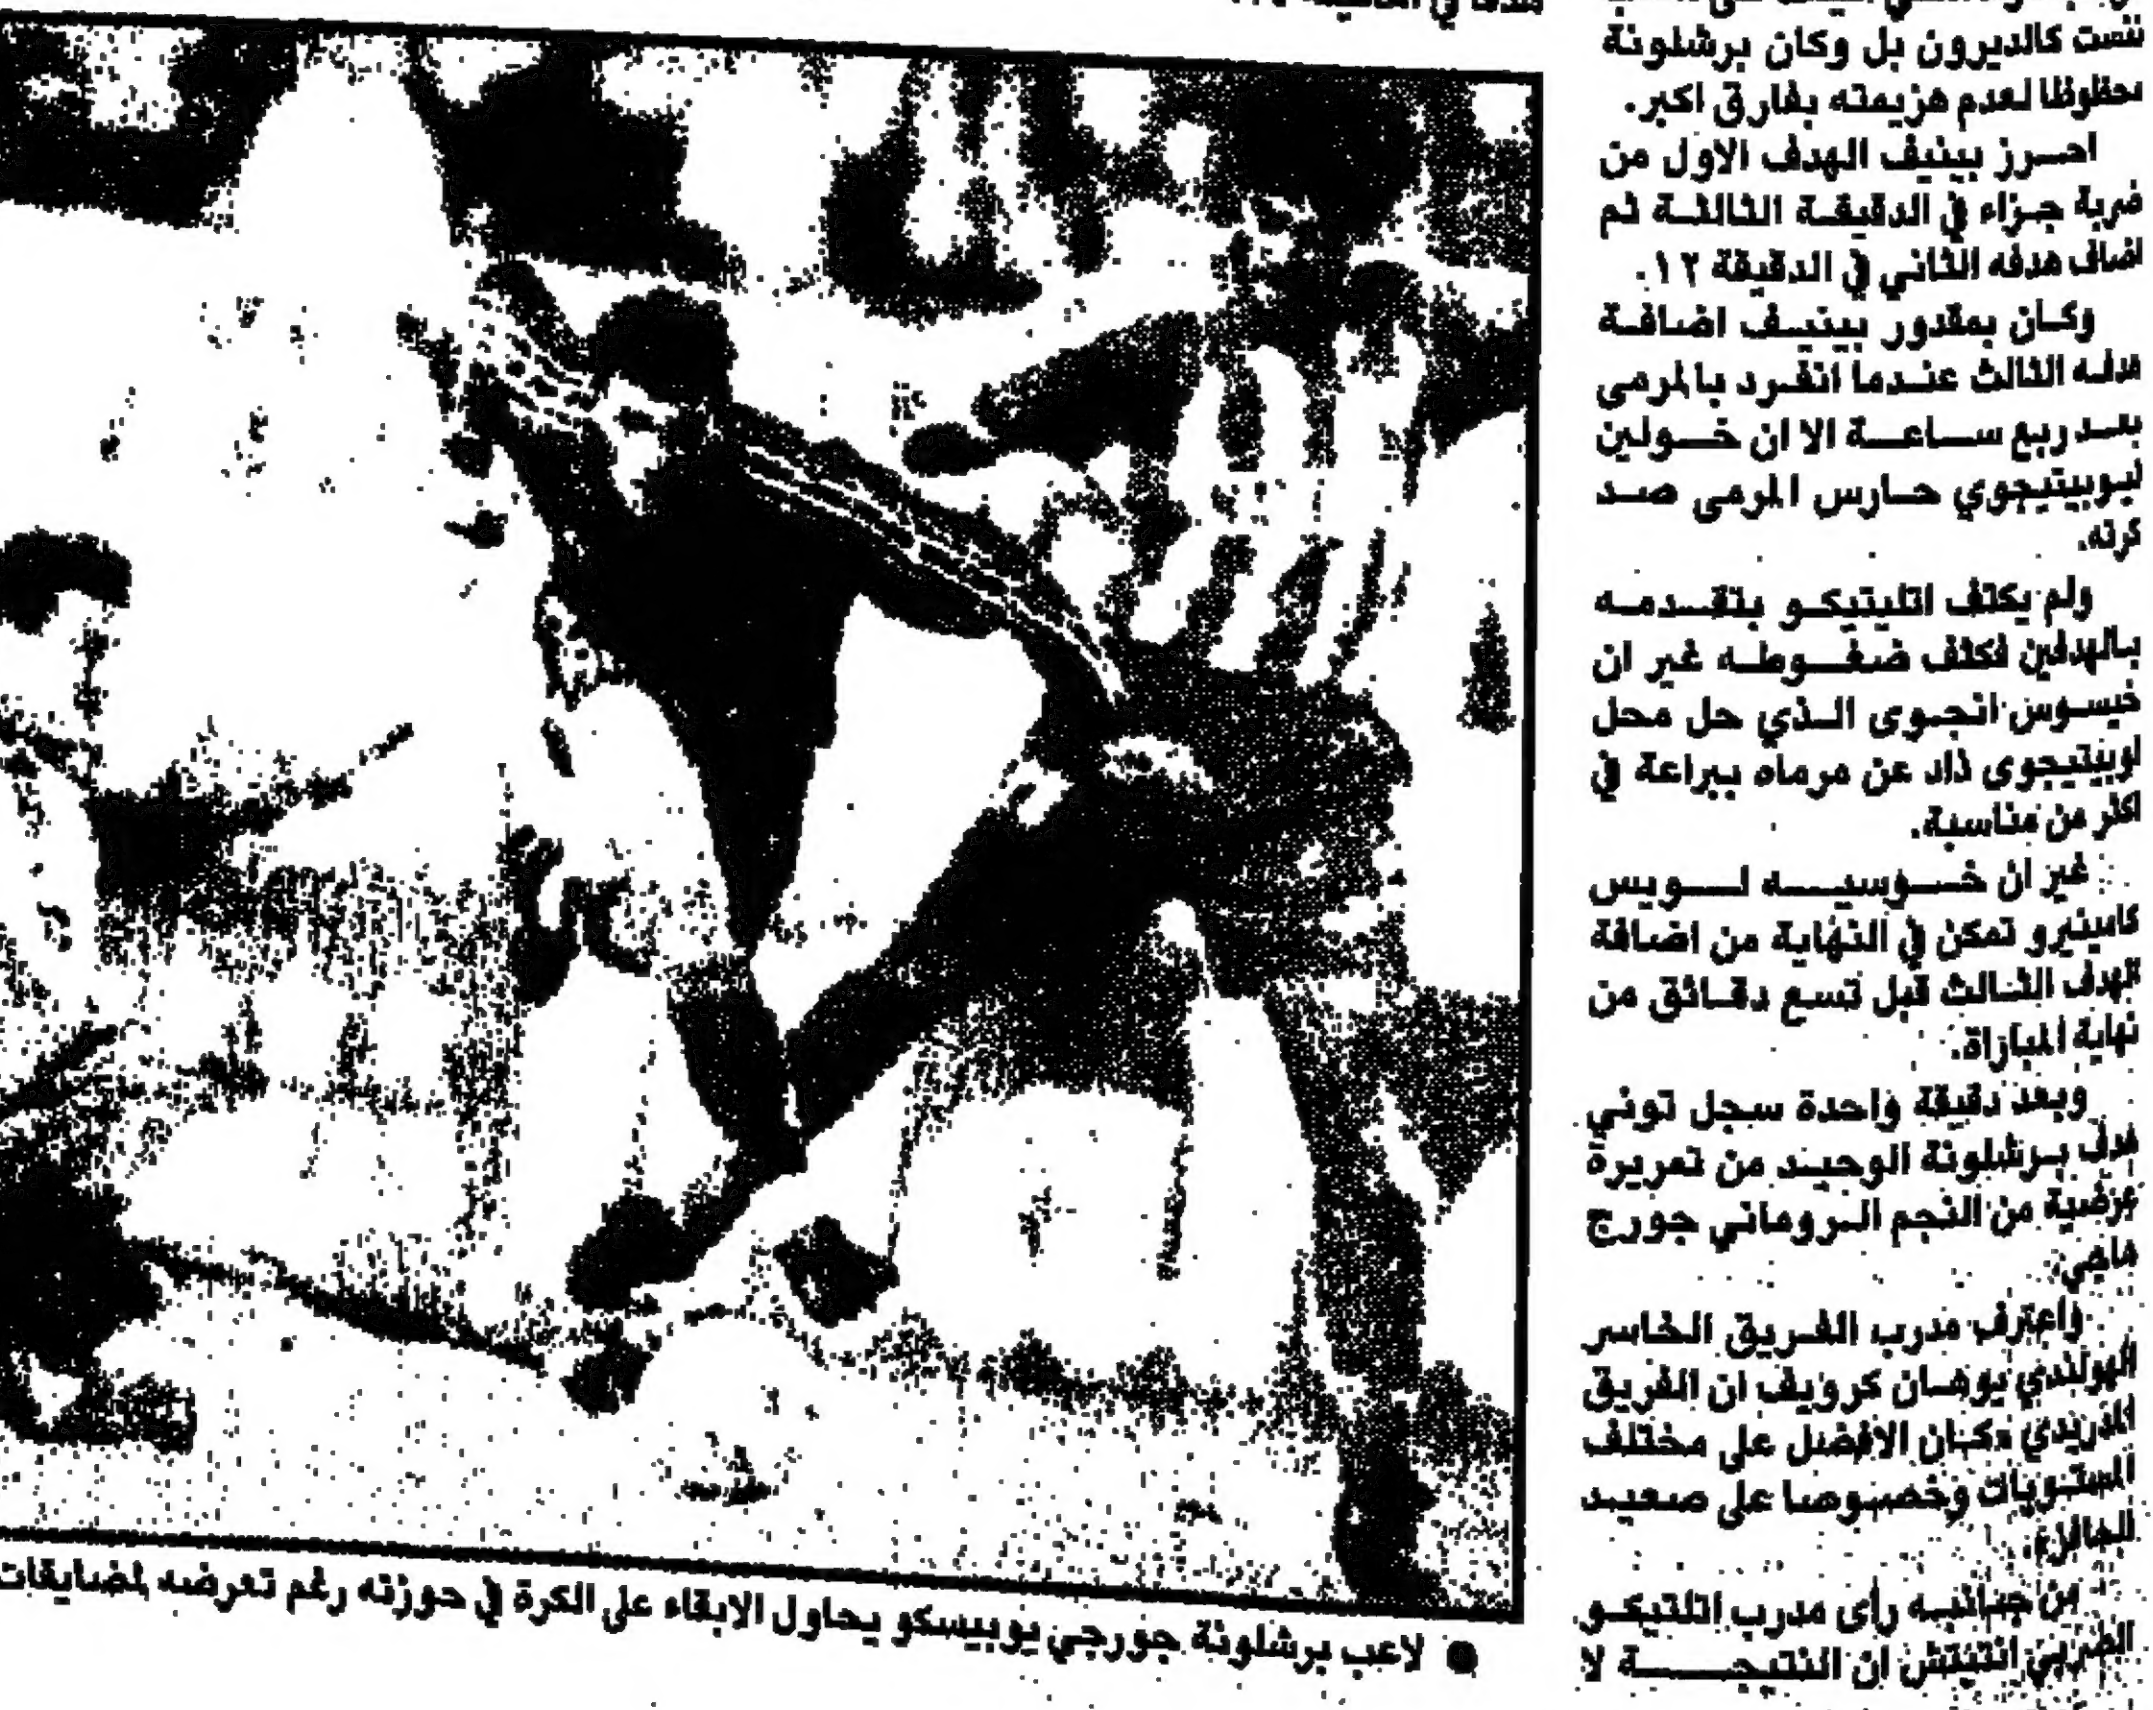 كالديرون بل وكان برشلونة
محظوظا لعدم هزيمته بفارق اكبر.
احرز بينيف الهدف الاول من
ضربة جزاء في الدقيقة الثالثة ثم
اضاف هدفه الثاني في الدقيقة ١٢.
وكان بمقدور بينيف اضافة
هدفه الثالث عندما انفرد بالمرمى
بعد ربع ساعة الا ان خولين
لوبيتيجوي حارس المرمى صد
كرته.
ولم يكتف اتليتيكو بتقدمه
بالهدفين فكثف ضغوطه غير ان
خيسوس انجوى الذي حل محل
لوبيتيجوى ذاد عن مرماه ببراعة في
اكثر من مناسبة.
غير ان خوسيه لويس
كامينيرو تمكن في النهاية من اضافة
الهدف الثالث قبل تسع دقائق من
نهاية المباراة.
وبعد دقيقة واحدة سجل توني
هدف برشلونة الوحيد من تمريرة
عرضية من النجم الروماني جورج
هاجي.
واعترف مدرب الفريق الخاسر
الهولندي يوهان كرويف ان الفريق
المدريدي «كان الافضل على مختلف
المستويات وخصوصا على صعيد
من جانبه رأى مدرب اتلتيكو
انتيتش ان النتيجة لا
● لاعب برشلونة جورجي بوبيسكو يحاول الابقاء على الكرة في حوزته رغم تعرضه لمضايقات